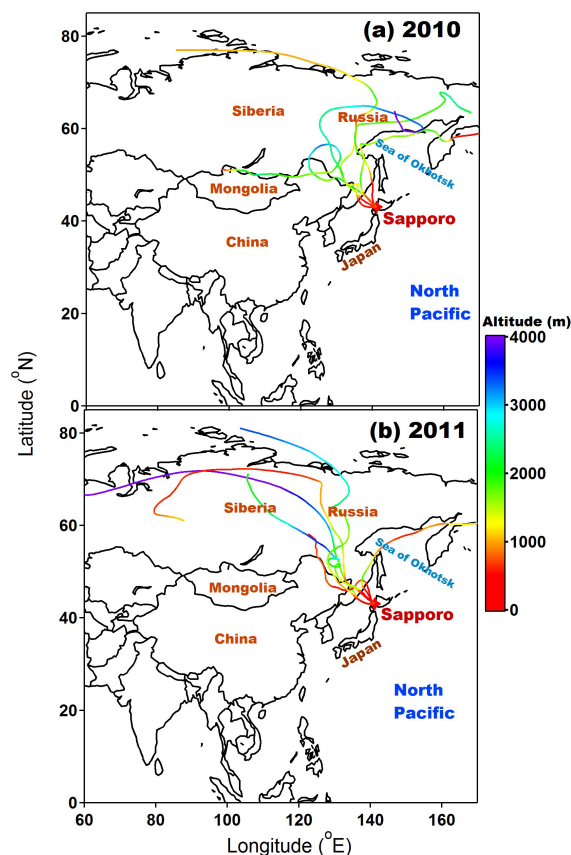 (a) 2010
80
60
40
20
0
Siberia
Russia
Sea of Okhotsk
Mongolia
Sapporo
China
Japan
North
Pacific
Altitude (m)
4000
3000
2000
1000
0
Latitude (°N)
(b) 2011
80
60
40
20
0
Siberia
Russia
Sea of Okhotsk
Mongolia
Sapporo
China
Japan
North
Pacific
60 80 100 120 140 160
Longitude (°E)